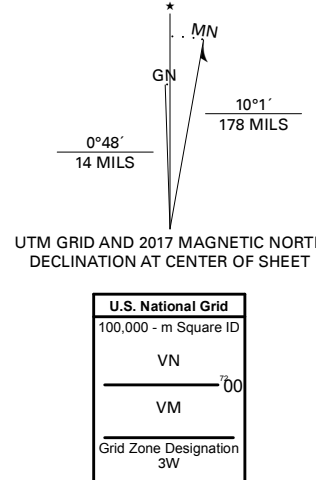 ★
MN
GN
10°1´
178 MILS
0°48´
14 MILS
UTM GRID AND 2017 MAGNETIC NORTH
DECLINATION AT CENTER OF SHEET
U.S. National Grid
100,000 - m Square ID
VN
7200
VM
Grid Zone Designation
3W